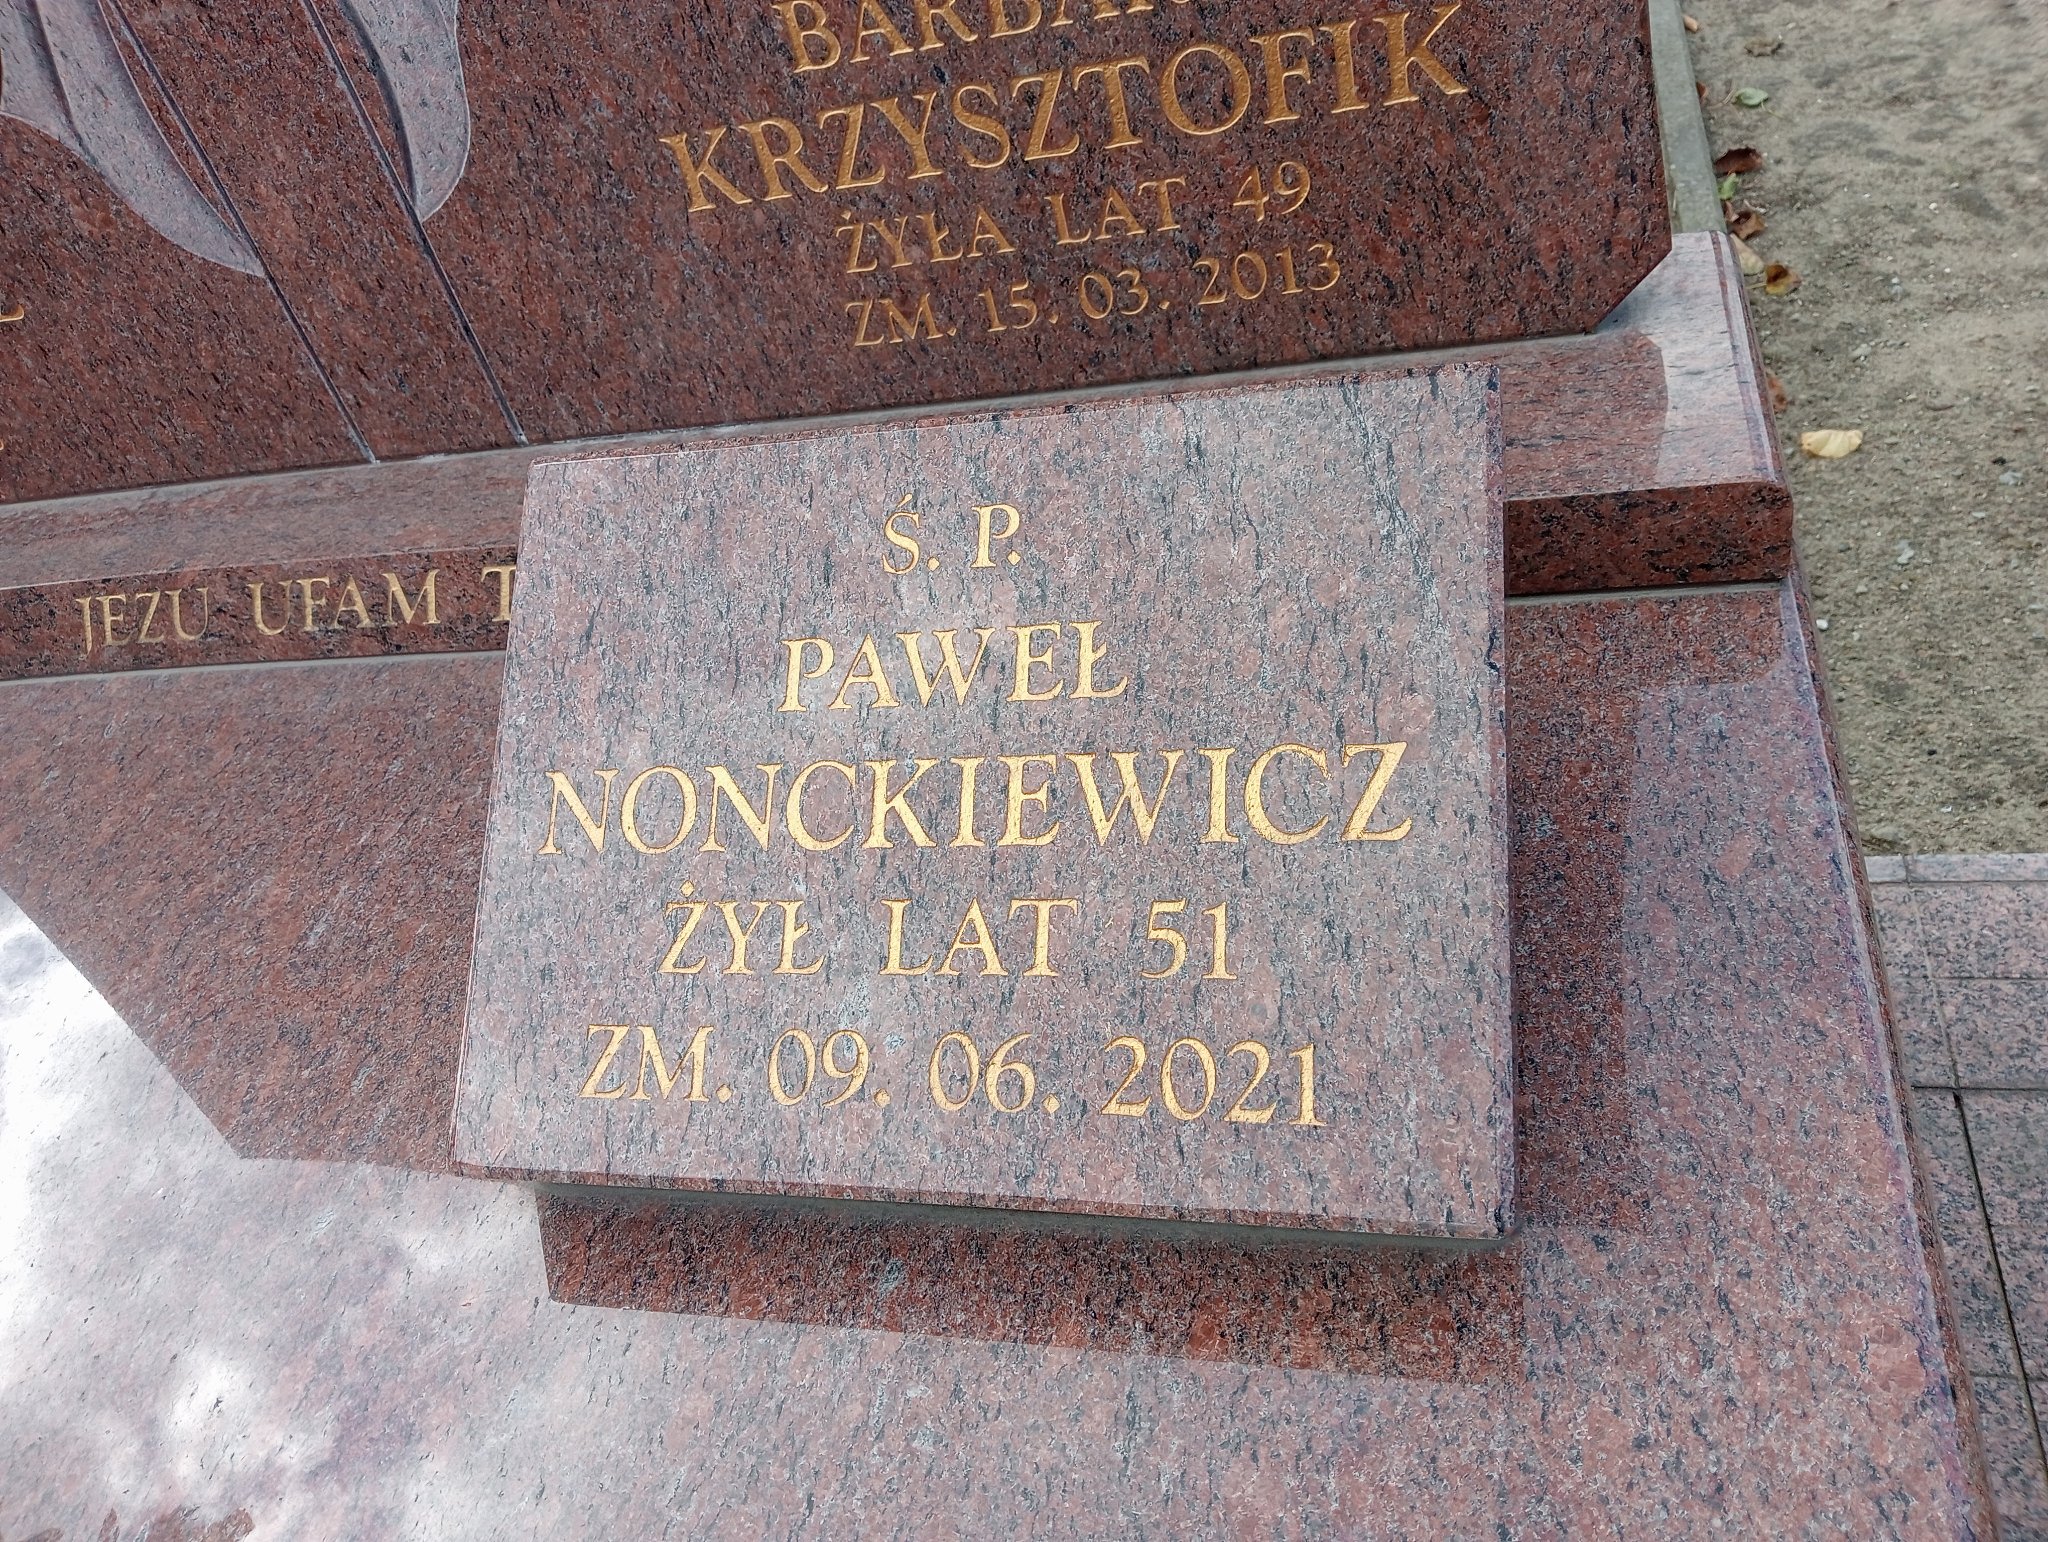 KRZYSZTOFIK
ŻYŁA LAT 49
ZM. 15. 03. 2013
JEZU UFAM
Ś. P.
PAWEŁ
NONCKIEWICZ
ŻYŁ LAT 51
ZM. 09. 06. 2021